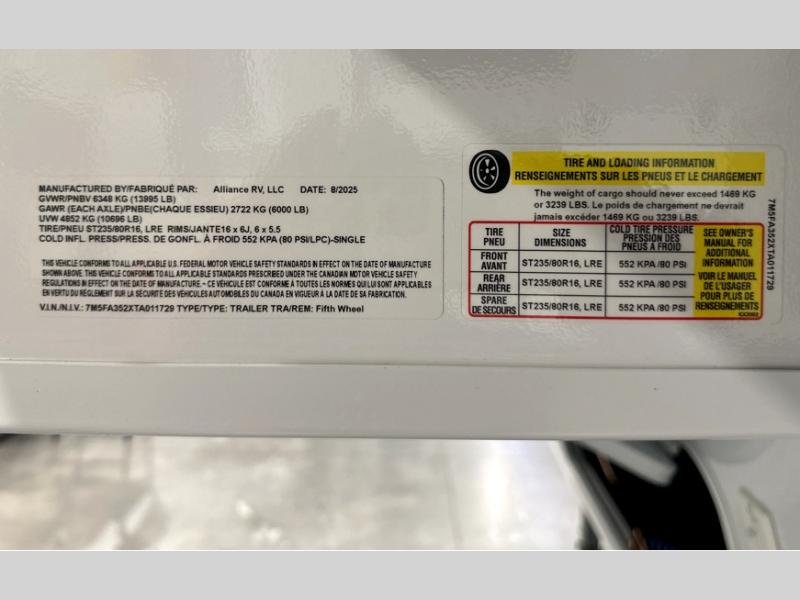 MANUFACTURED BY/FABRIQUÉ PAR: Alliance RV, LLC DATE: 8/2025
GVWR/PNBV 6348 KG (13995 LB)
GAWR (EACH AXLE)/PNBE(CHAQUE ESSIEU) 2722 KG (6000 LB)
UVW 4852 KG (10696 LB)
TIRE/PNEU ST235/80R16, LRE RIMS/JANTE16 x 6J, 6 x 5.5
COLD INFL. PRESS/PRESS. DE GONFL. À FROID 552 KPA (80 PSI/LPC)-SINGLE
THIS VEHICLE CONFORMS TO ALL APPLICABLE U.S. FEDERAL MOTOR VEHICLE SAFETY STANDARDS IN EFFECT ON THE DATE OF MANUFACTURE
SHOWN ABOVE. THIS VEHICLE CONFORMS TO ALL APPLICABLE STANDARDS PRESCRIBED UNDER THE CANADIAN MOTOR VEHICLE SAFETY
REGULATIONS IN EFFECT ON THE DATE OF MANUFACTURE. - CE VÉHICULE EST CONFORME À TOUTES LES NORMES QUI LUI SONT APPLICABLES
EN VERTU DU RÈGLEMENT SUR LA SÉCURITÉ DES VÉHICULES AUTOMOBILES DU CANADA EN VIGUEUR À LA DATE DE SA FABRICATION.
V.I.N./N.I.V.: 7M5FA352XTA011729 TYPE/TYPE: TRAILER TRA/REM: Fifth Wheel
TIRE AND LOADING INFORMATION
RENSEIGNEMENTS SUR LES PNEUS ET LE CHARGEMENT
The weight of cargo should never exceed 1469 KG
or 3239 LBS. Le poids de chargement ne devrait
jamais excéder 1469 KG ou 3239 LBS.
TIRE
PNEU
SIZE
DIMENSIONS
COLD TIRE PRESSURE
PRESSION DES
PNEUS A FROID
FRONT
AVANT
ST235/80R16, LRE
552 KPA /80 PSI
REAR
ARRIÈRE
ST235/80R16, LRE
552 KPA /80 PSI
SPARE
DE SECOURS
ST235/80R16, LRE
552 KPA /80 PSI
SEE OWNER'S
MANUAL FOR
ADDITIONAL
INFORMATION
VOIR LE MANUEL
DE L'USAGER
POUR PLUS DE
RENSEIGNEMENTS
7M5FA352XTA011729